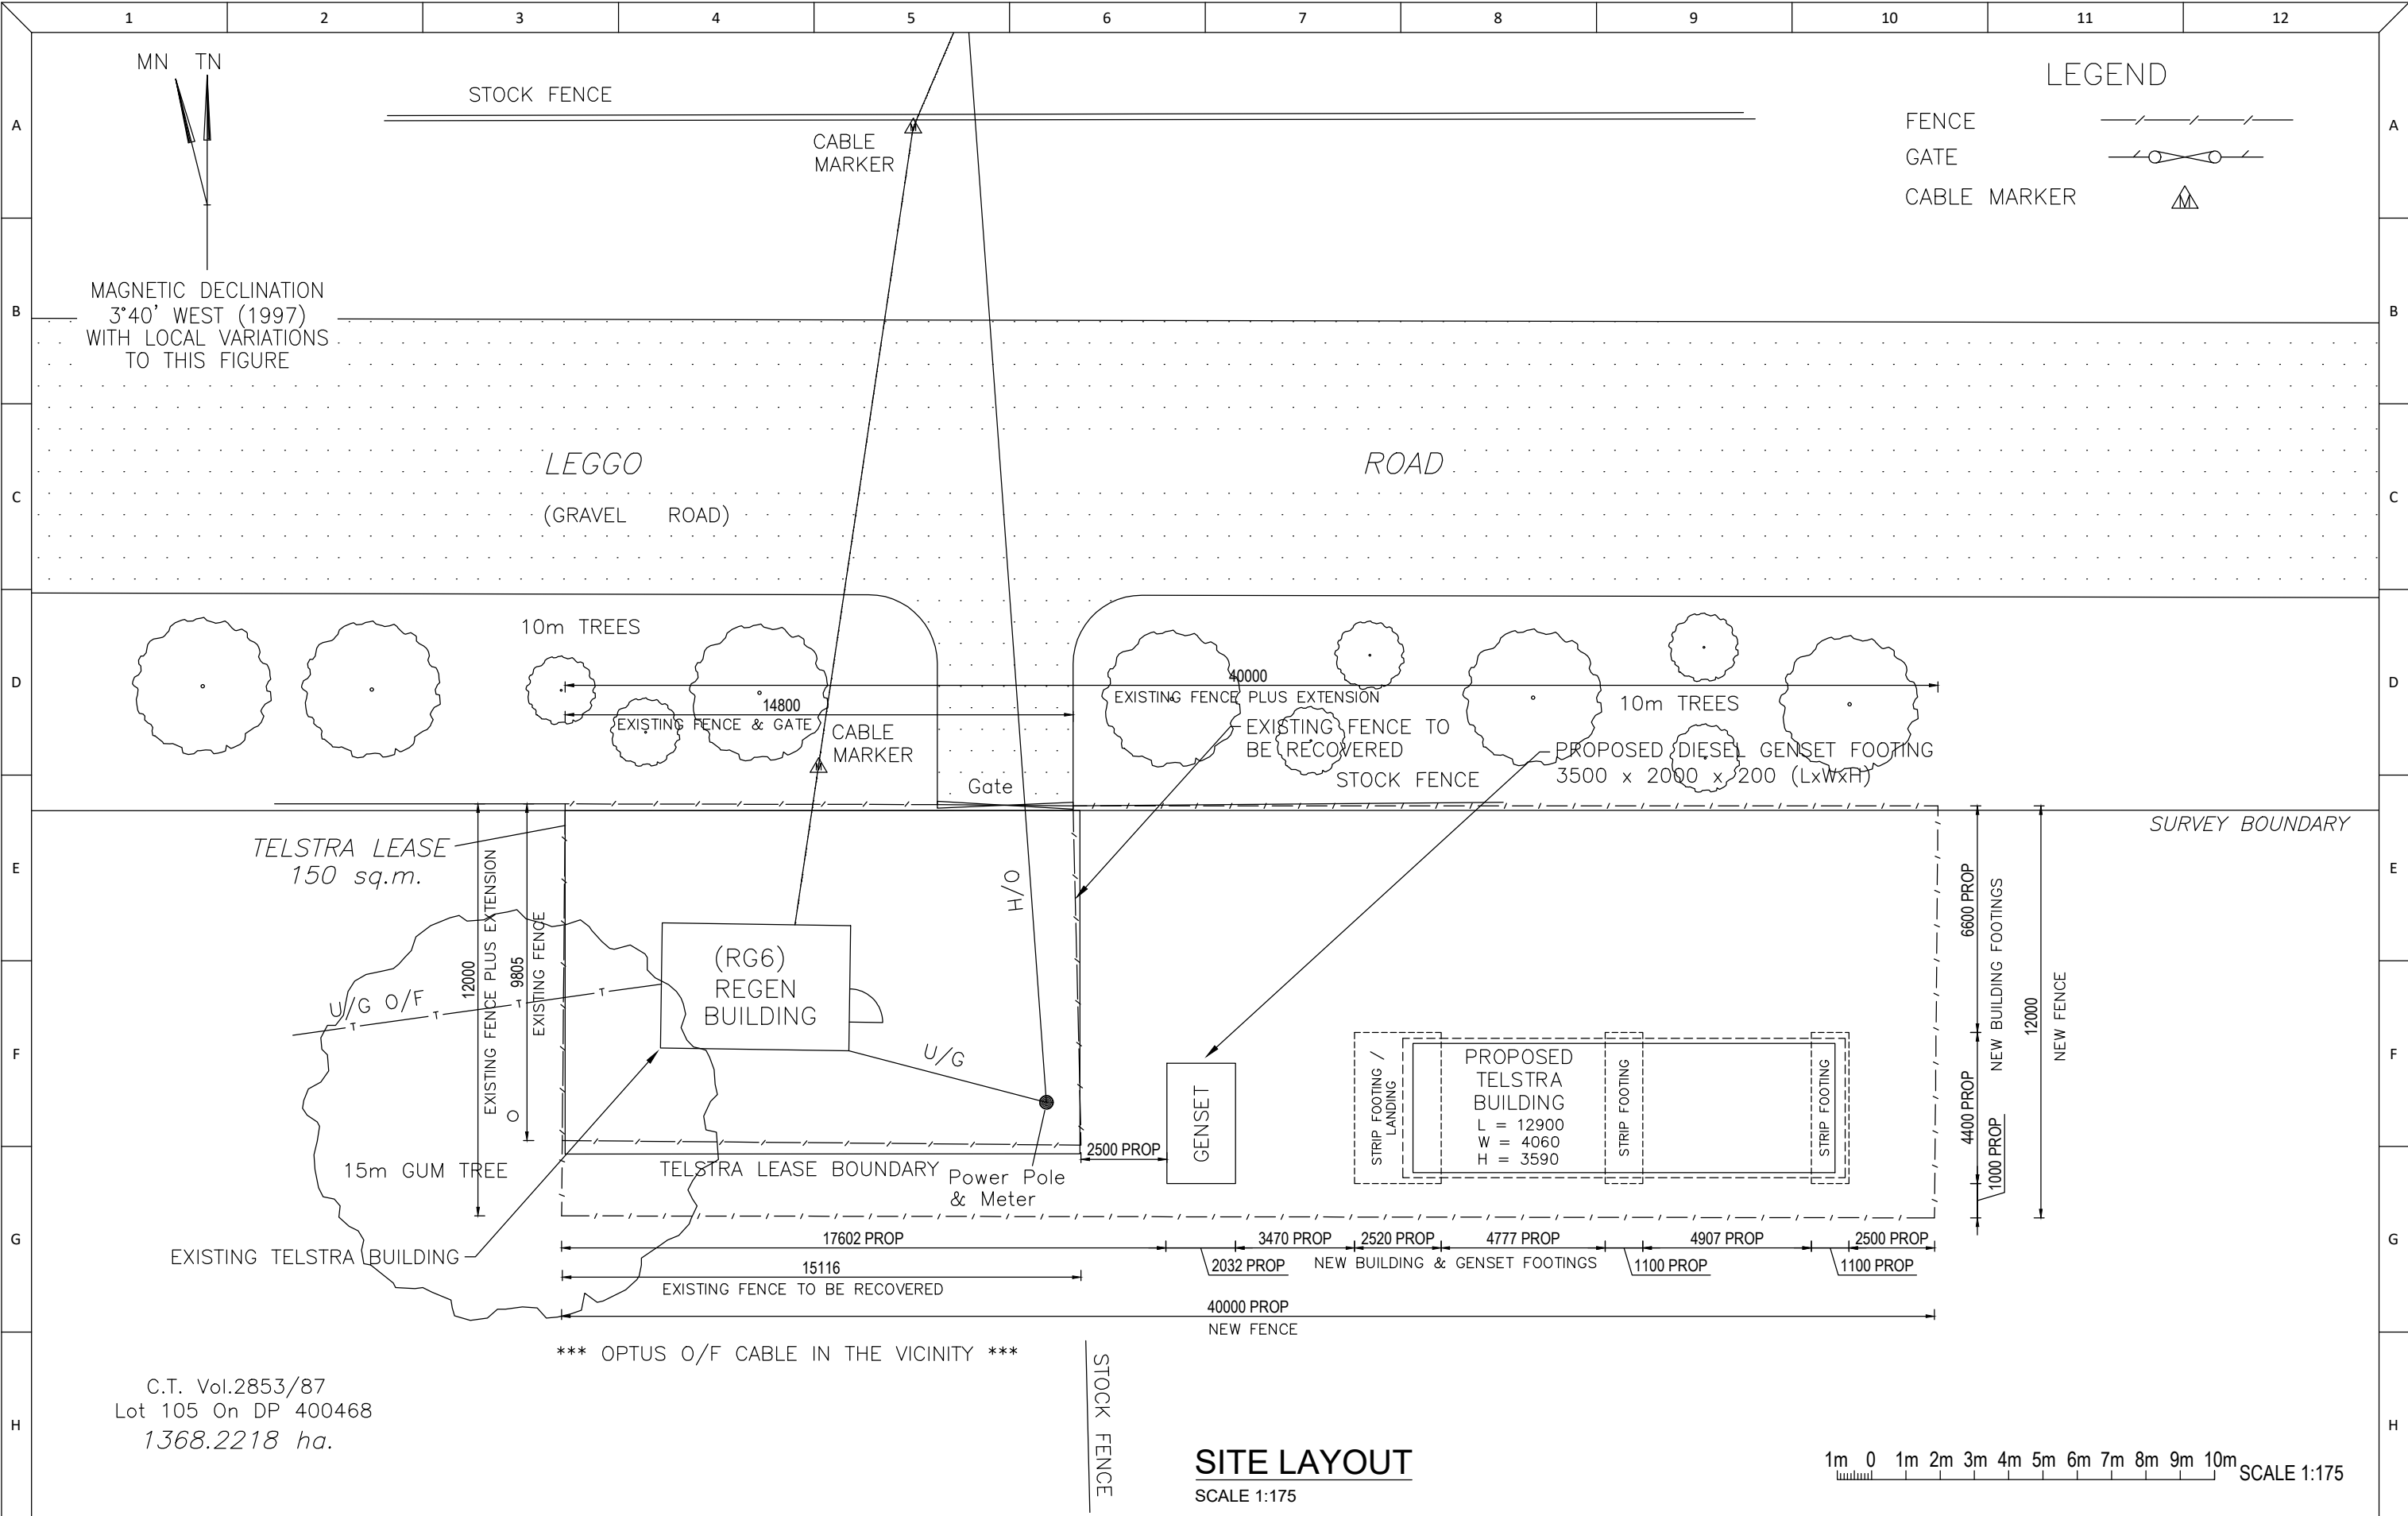 1 2 3 4 5 6 7 8 9 10 11 12
MN TN
STOCK FENCE
LEGEND
A
A
FENCE
GATE
CABLE MARKER
M
CABLE
MARKER
M
MAGNETIC DECLINATION
3°40' WEST (1997)
WITH LOCAL VARIATIONS
TO THIS FIGURE
B
B
LEGGO ROAD
C
C
(GRAVEL ROAD)
10m TREES
D
D
40000
EXISTING FENCE PLUS EXTENSION
14800
EXISTING FENCE & GATE
10m TREES
CABLE
MARKER
M
EXISTING FENCE TO
BE RECOVERED
PROPOSED DIESEL GENSET FOOTING
3500 x 2000 x 200 (LxWxH)
STOCK FENCE
Gate
SURVEY BOUNDARY
TELSTRA LEASE
150 sq.m.
E
E
12000
EXISTING FENCE PLUS EXTENSION
9805
EXISTING FENCE
H/O
6600 PROP
NEW BUILDING FOOTINGS
12000
NEW FENCE
(RG6)
REGEN
BUILDING
U/G O/F
T T T T
U/G
F
F
GENSET
STRIP FOOTING /
LANDING
PROPOSED
TELSTRA
BUILDING
L = 12900
W = 4060
H = 3590
STRIP FOOTING
STRIP FOOTING
4400 PROP
1000 PROP
2500 PROP
15m GUM TREE
TELSTRA LEASE BOUNDARY
Power Pole
& Meter
G
G
17602 PROP
3470 PROP 2520 PROP 4777 PROP 4907 PROP 2500 PROP
EXISTING TELSTRA BUILDING
15116
2032 PROP
NEW BUILDING & GENSET FOOTINGS
1100 PROP
1100 PROP
EXISTING FENCE TO BE RECOVERED
40000 PROP
NEW FENCE
*** OPTUS O/F CABLE IN THE VICINITY ***
STOCK FENCE
C.T. Vol.2853/87
Lot 105 On DP 400468
1368.2218 ha.
H
H
SITE LAYOUT
SCALE 1:175
1m 0 1m 2m 3m 4m 5m 6m 7m 8m 9m 10m SCALE 1:175